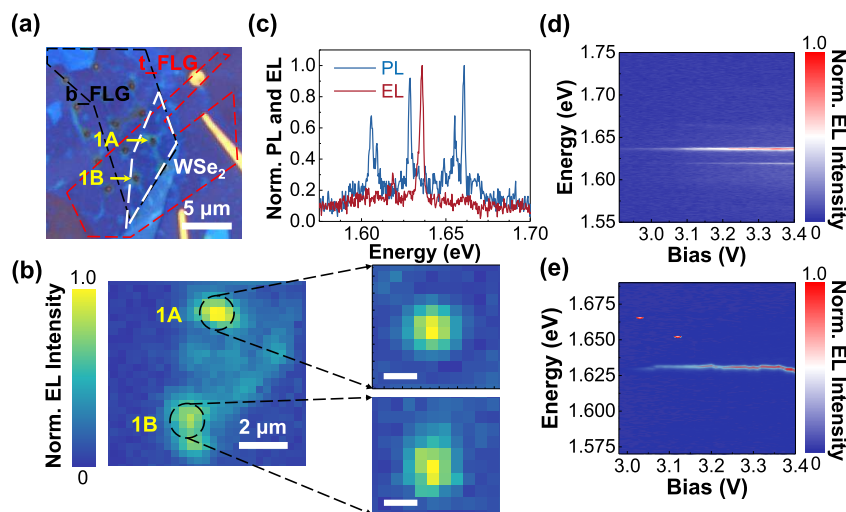 (a)
t_FLG
b_FLG
1A
1B
WSe2
5 μm
(c)
PL
EL
Norm. PL and EL
1.0
0.8
0.6
0.4
0.2
0
1.60
1.65
1.70
Energy (eV)
(d)
Energy (eV)
1.75
1.70
1.65
1.60
1.55
3.0
3.1
3.2
3.3
3.4
Bias (V)
1.0
0
Norm. EL Intensity
(b)
1.0
0
Norm. EL Intensity
1A
1B
2 μm
(e)
Energy (eV)
1.675
1.650
1.625
1.600
1.575
3.0
3.1
3.2
3.3
3.4
Bias (V)
1.0
0
Norm. EL Intensity